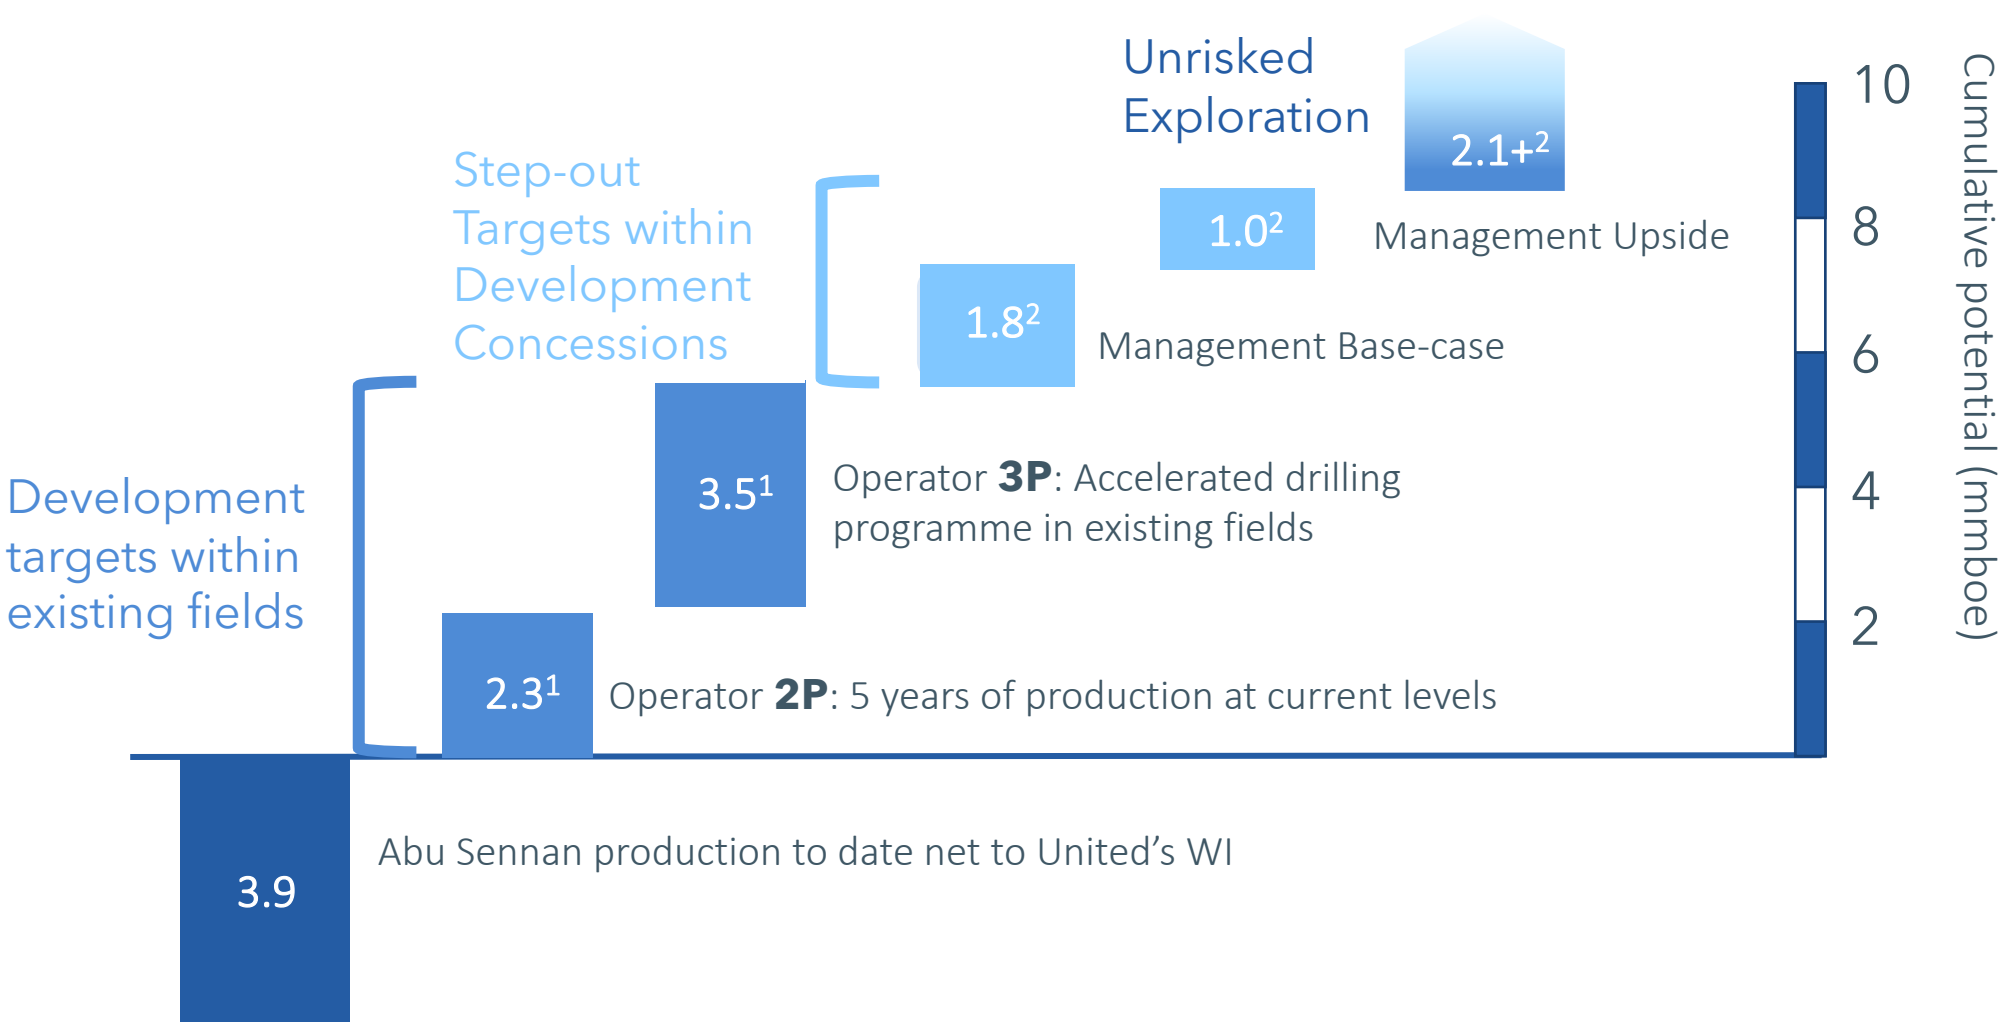 Unrisked
Exploration
2.1+²
10
Cumulative potential (mmboe)
Step-out
Targets within
Development
Concessions
1.0²
Management Upside
8
1.8²
Management Base-case
6
Development
targets within
existing fields
3.5¹
Operator 3P: Accelerated drilling
programme in existing fields
4
2.3¹
Operator 2P: 5 years of production at current levels
2
3.9
Abu Sennan production to date net to United’s WI